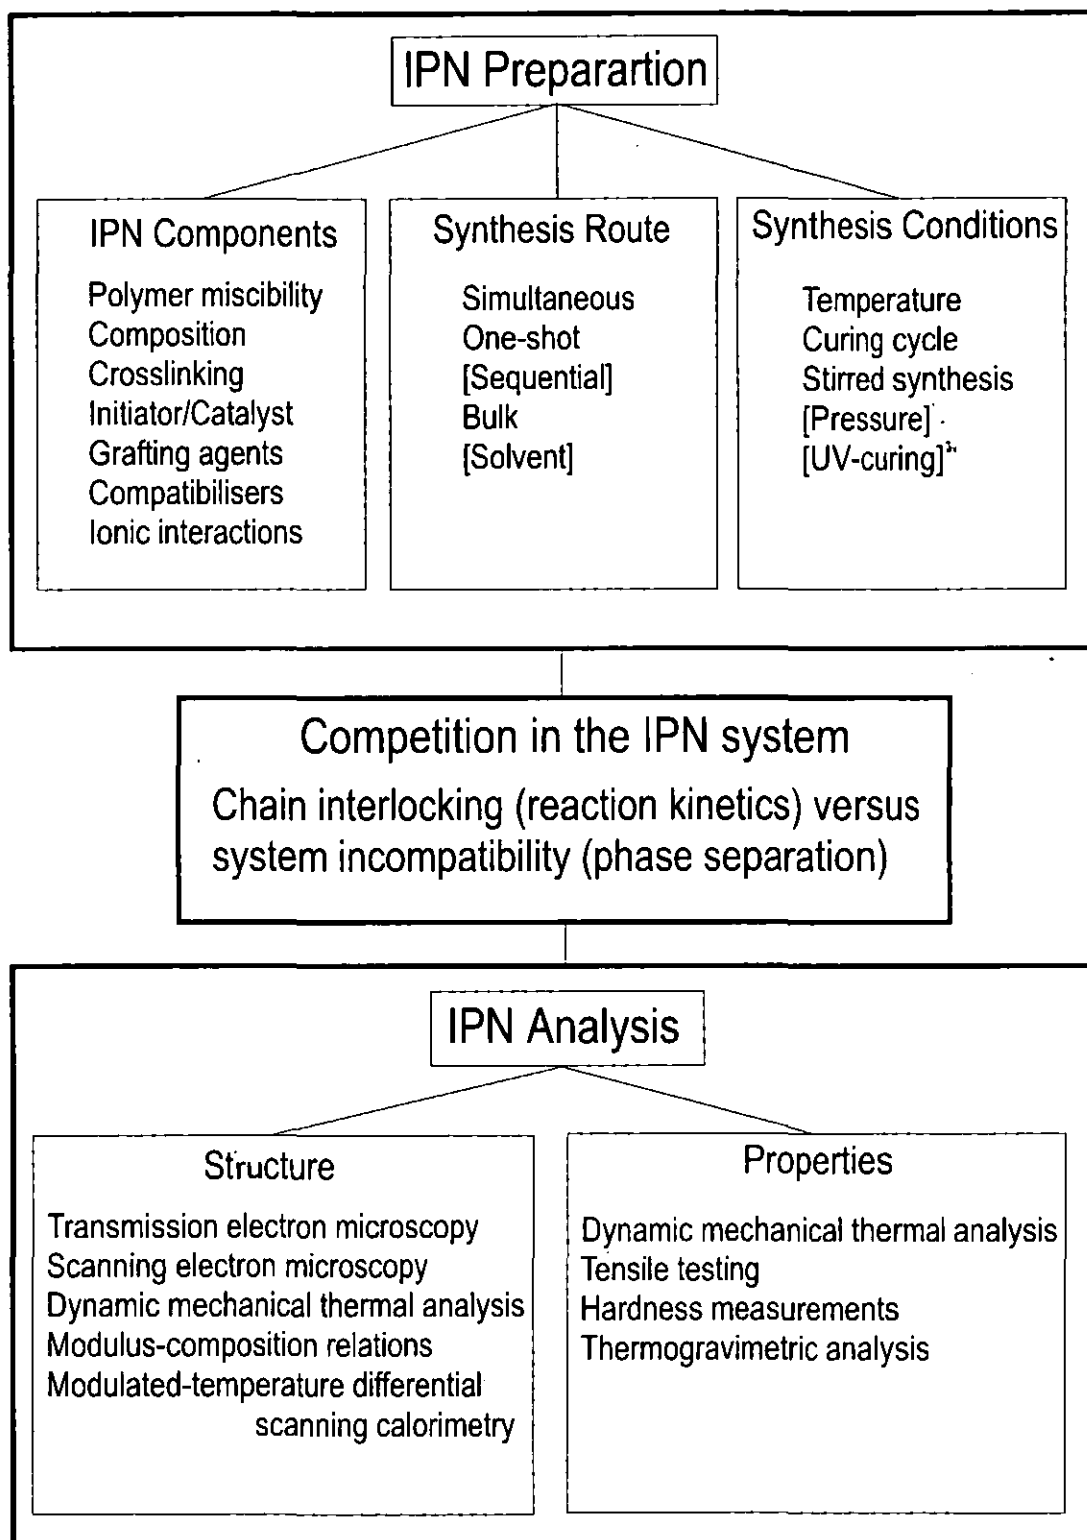 IPN Preparartion
IPN Components
Polymer miscibility
Composition
Crosslinking
Initiator/Catalyst
Grafting agents
Compatibilisers
Ionic interactions
Synthesis Route
Simultaneous
One-shot
[Sequential]
Bulk
[Solvent]
Synthesis Conditions
Temperature
Curing cycle
Stirred synthesis
[Pressure]
[UV-curing]
Competition in the IPN system
Chain interlocking (reaction kinetics) versus
system incompatibility (phase separation)
IPN Analysis
Structure
Transmission electron microscopy
Scanning electron microscopy
Dynamic mechanical thermal analysis
Modulus-composition relations
Modulated-temperature differential
scanning calorimetry
Properties
Dynamic mechanical thermal analysis
Tensile testing
Hardness measurements
Thermogravimetric analysis